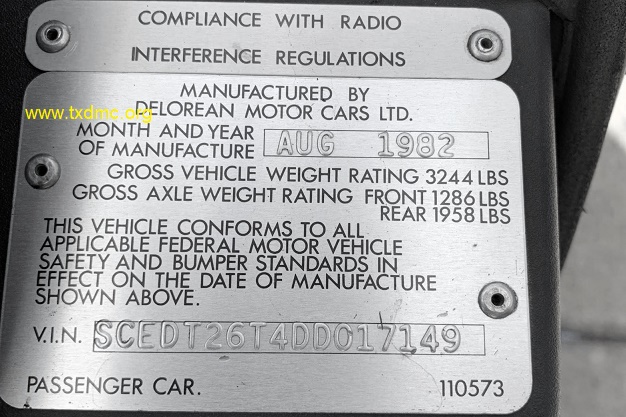 COMPLIANCE WITH RADIO
INTERFERENCE REGULATIONS
MANUFACTURED BY
www.txdmc.org
DELOREAN MOTOR CARS LTD.
MONTH AND YEAR
OF MANUFACTURE AUG 1982
GROSS VEHICLE WEIGHT RATING 3244 LBS
GROSS AXLE WEIGHT RATING FRONT 1286 LBS
REAR 1958 LBS
THIS VEHICLE CONFORMS TO ALL
APPLICABLE FEDERAL MOTOR VEHICLE
SAFETY AND BUMPER STANDARDS IN
EFFECT ON THE DATE OF MANUFACTURE
SHOWN ABOVE.
V.I.N. SCEDT26T4DD017149
PASSENGER CAR. 110573